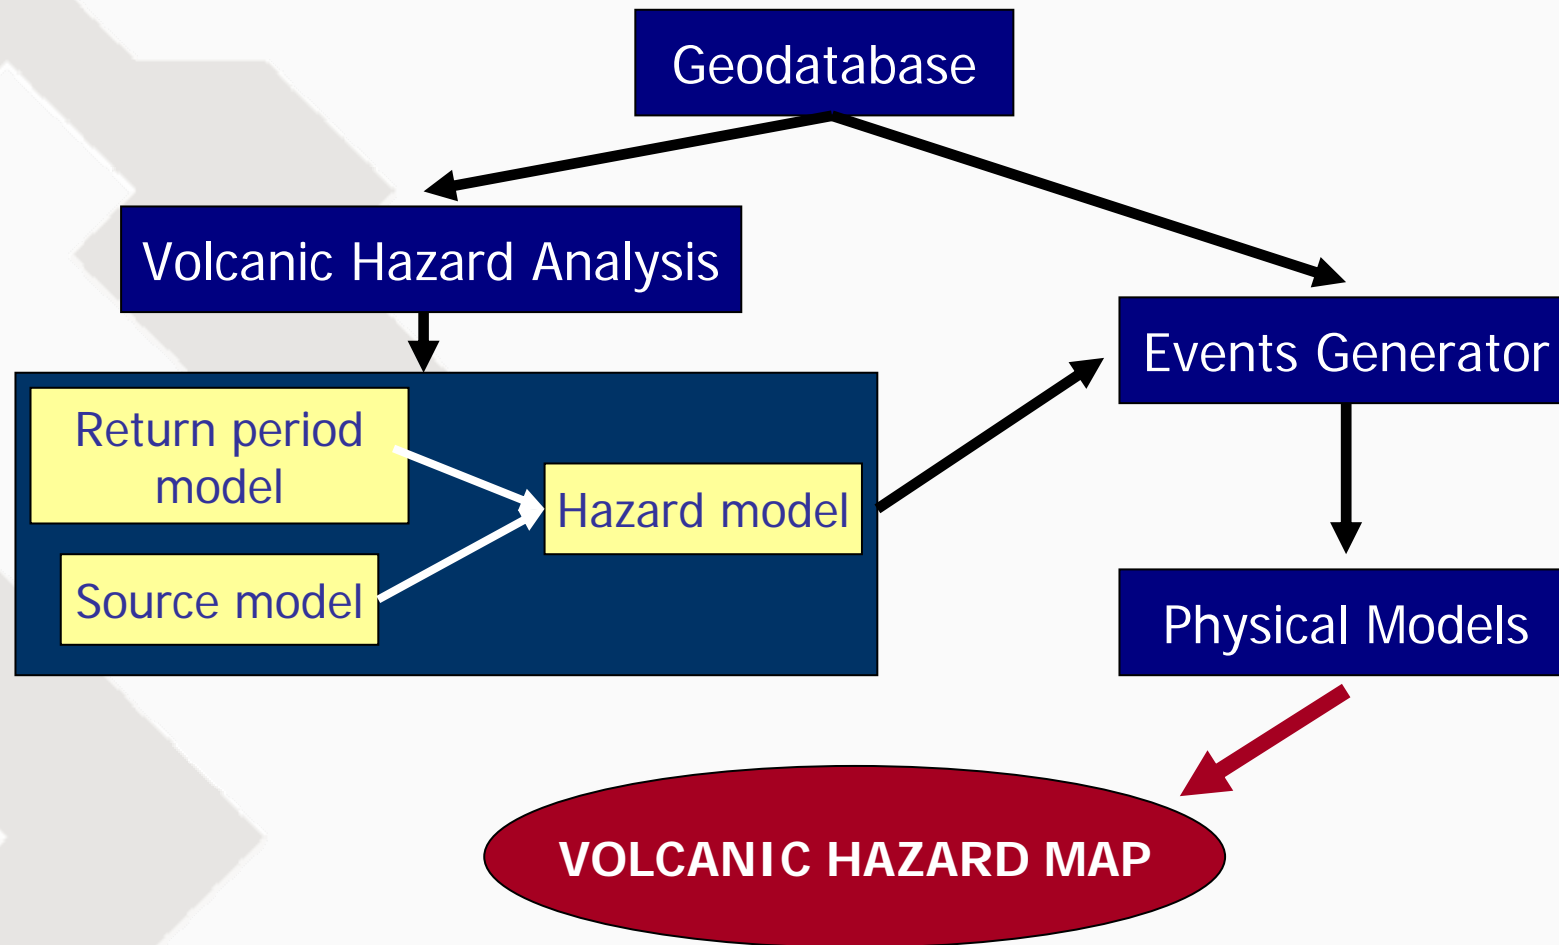 Geodatabase
Volcanic Hazard Analysis
Events Generator
Return period
model
Hazard model
Source model
Physical Models
VOLCANIC HAZARD MAP